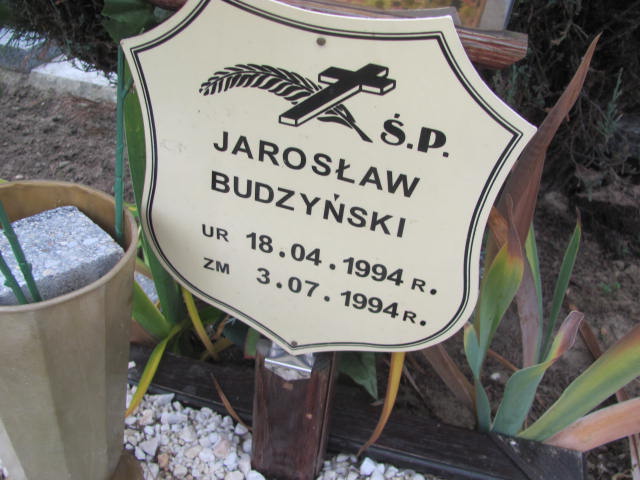 Ś.P.
JAROSŁAW
BUDZYŃSKI
UR 18.04.1994 R.
ZM 3.07.1994 R.